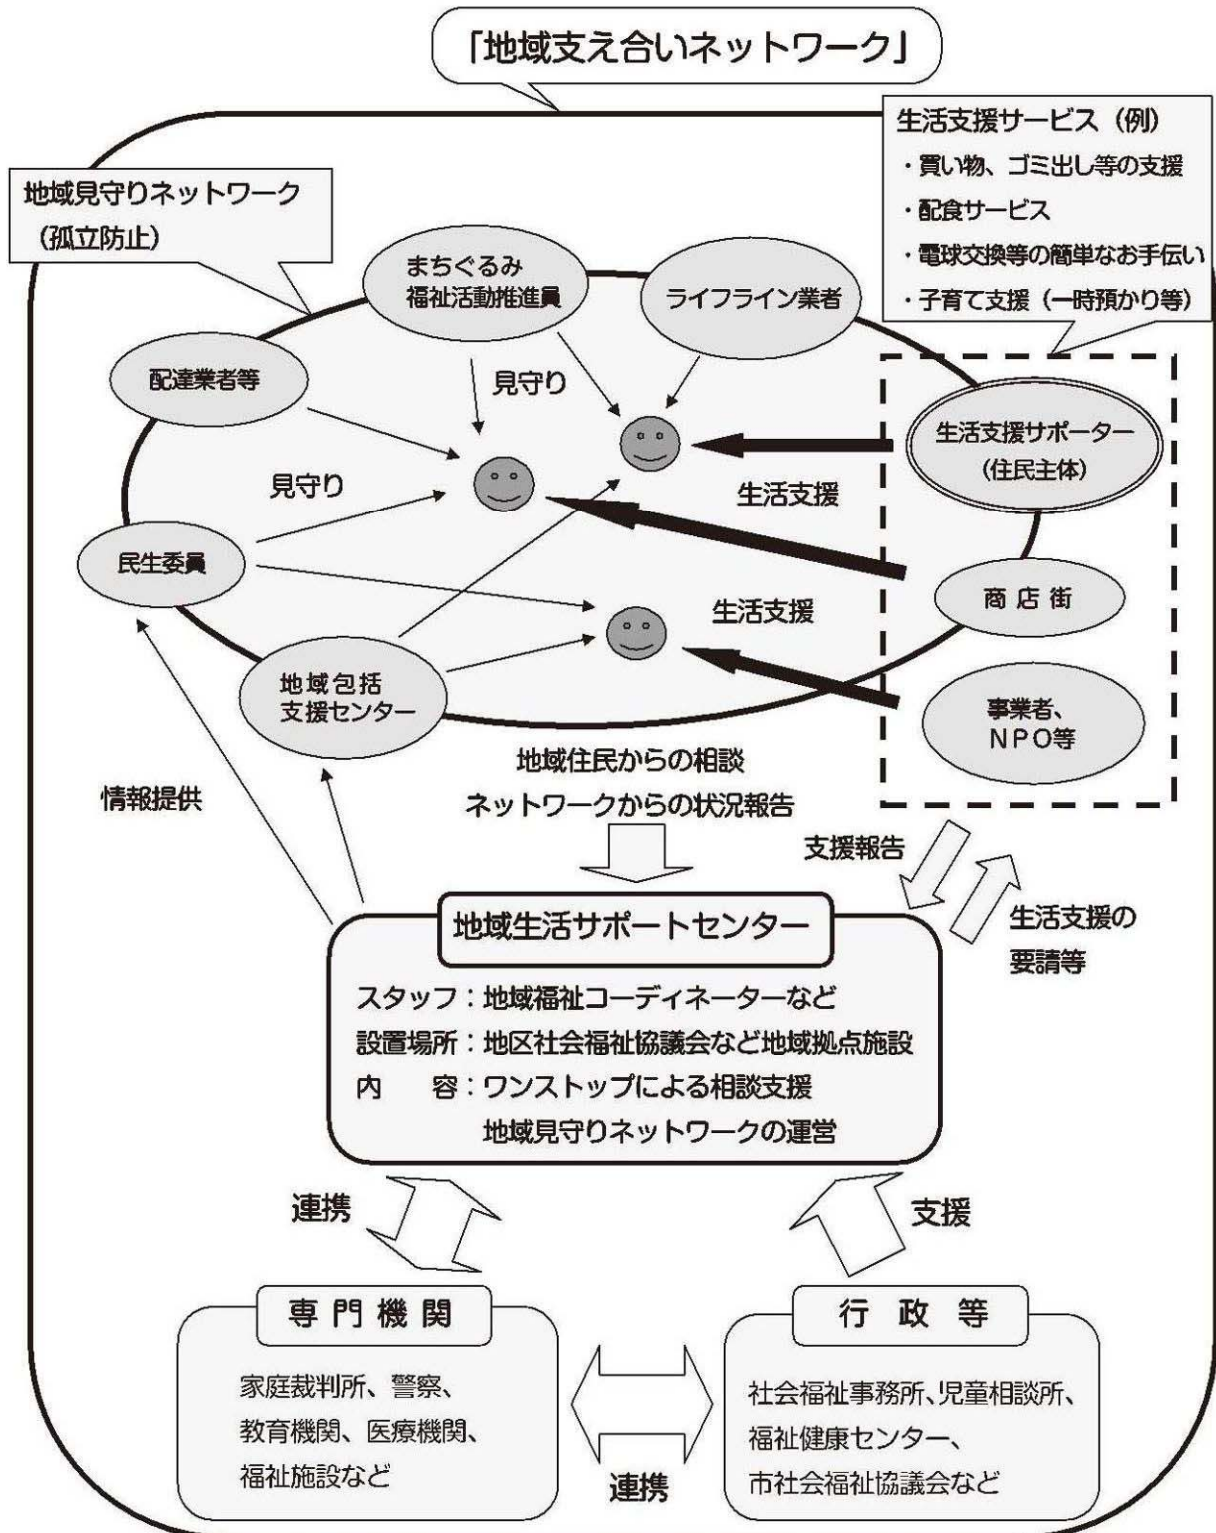 「地域支え合いネットワーク」
生活支援サービス（例）
・買い物、ゴミ出し等の支援
・配食サービス
・電球交換等の簡単なお手伝い
・子育て支援（一時預かり等）
地域見守りネットワーク
（孤立防止）
まちぐるみ
福祉活動推進員
ライフライン業者
配達業者等
見守り
生活支援サポーター
（住民主体）
見守り
生活支援
民生委員
商店街
生活支援
地域包括
支援センター
事業者、
ＮＰＯ等
地域住民からの相談
ネットワークからの状況報告
情報提供
支援報告
生活支援の
要請等
地域生活サポートセンター
スタッフ：地域福祉コーディネーターなど
設置場所：地区社会福祉協議会など地域拠点施設
内　　容：ワンストップによる相談支援
地域見守りネットワークの運営
連携
支援
専門機関
家庭裁判所、警察、
教育機関、医療機関、
福祉施設など
行政等
社会福祉事務所、児童相談所、
福祉健康センター、
市社会福祉協議会など
連携